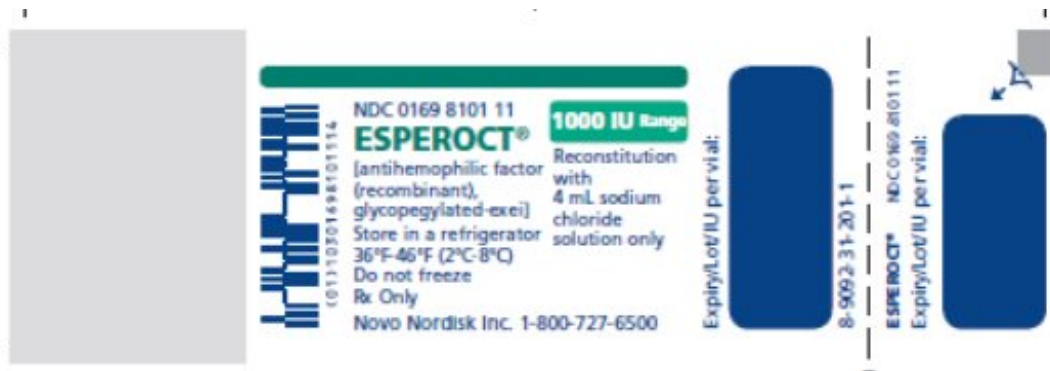 NDC 0169 8101 11
ESPEROCT®
[antihemophilic factor
(recombinant),
glycopegylated-exei]
Store in a refrigerator
36°F-46°F (2°C-8°C)
Do not freeze
Rx Only
Novo Nordisk Inc. 1-800-727-6500
1000 IU Range
Reconstitution
with
4 mL sodium
chloride
solution only
(01)10301698101114
Expiry/Lot/IU per vial:
8-9092-31-201-1
ESPEROCT® NDC 0169 8101 11
Expiry/Lot/IU per vial: